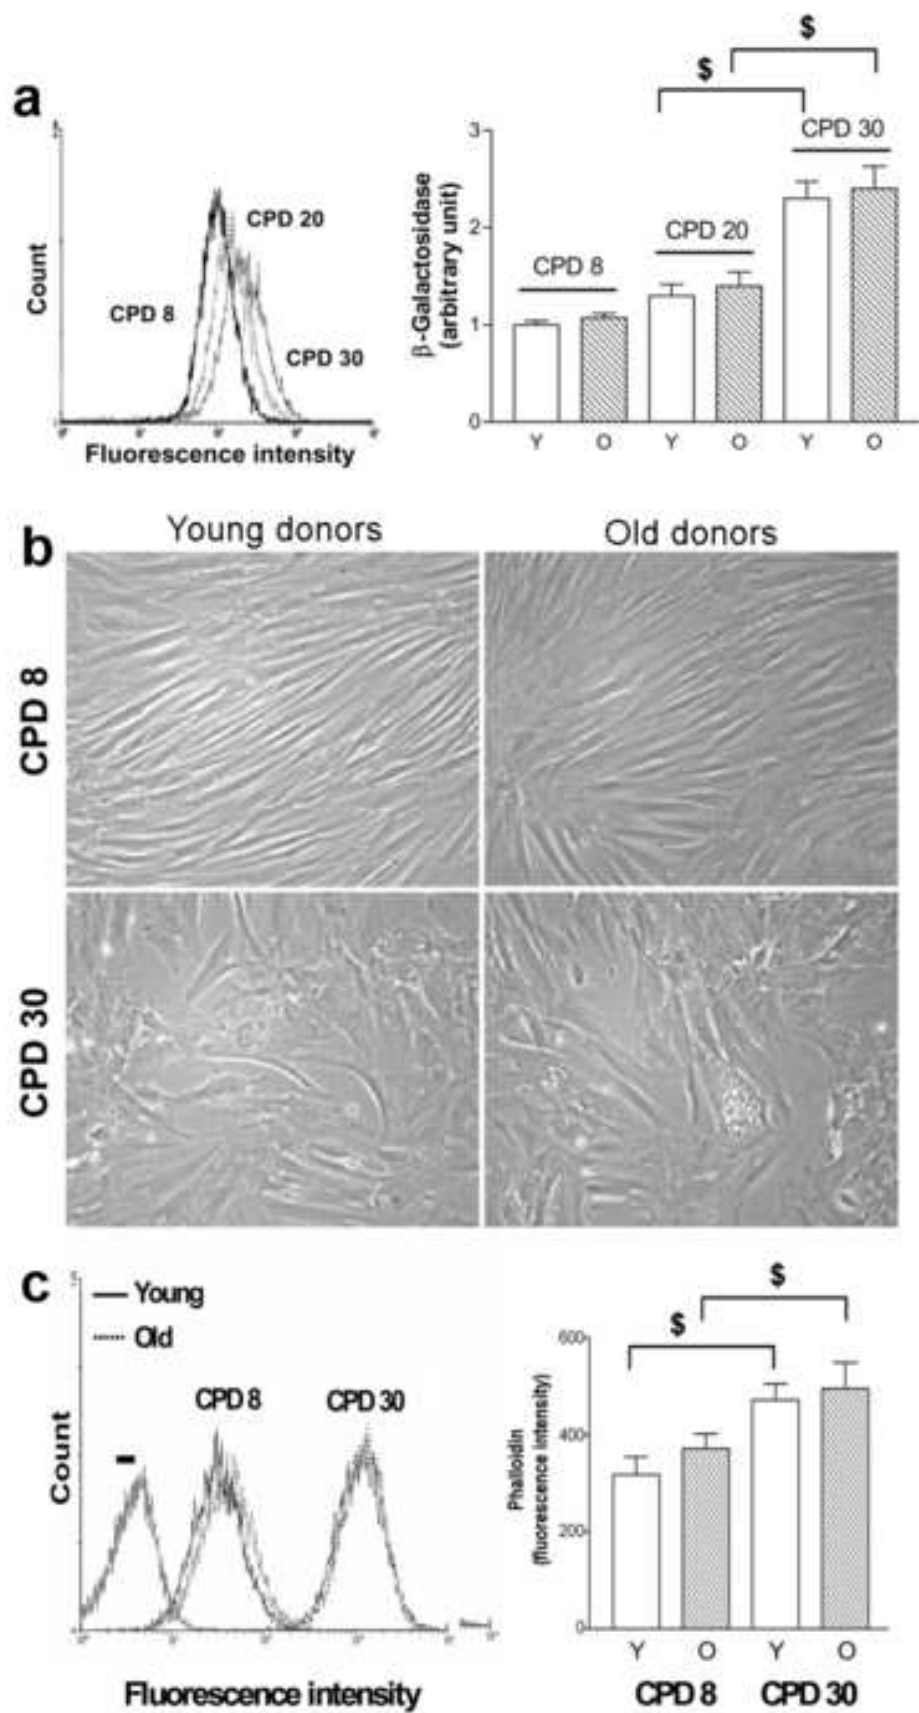 a
Count
CPD 20
CPD 8
CPD 30
Fluorescence intensity
$
$
β-Galactosidase
(arbitrary unit)
3
2
1
0
CPD 8
CPD 20
CPD 30
Y O Y O Y O
b
Young donors
Old donors
CPD 8
CPD 30
c
Young
Old
Count
CPD 8
CPD 30
Fluorescence intensity
$
$
Phalloidin
(fluorescence intensity)
600
400
200
0
Y O Y O
CPD 8 CPD 30